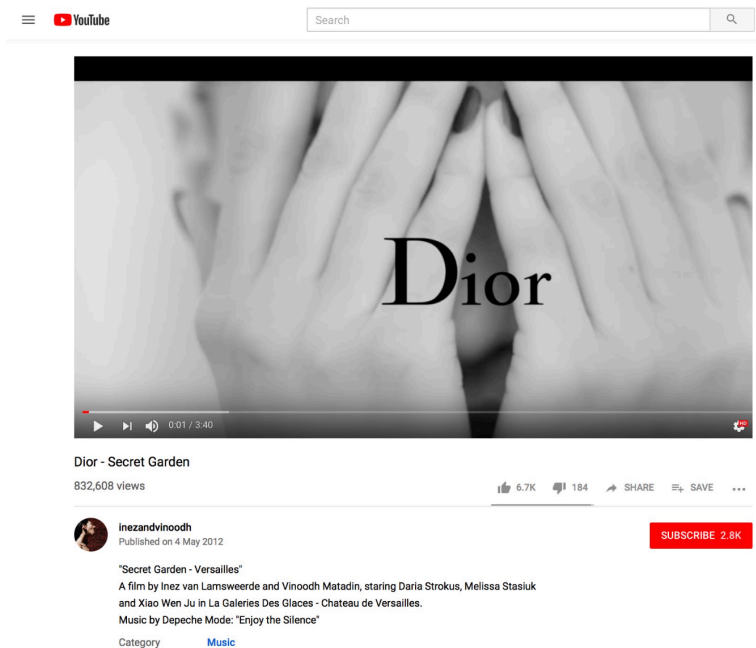 YouTube
Search
Dior
HD
0:01 / 3:40
Dior - Secret Garden
832,608 views
6.7K 184 SHARE SAVE
inezandvinoodh
Published on 4 May 2012
SUBSCRIBE 2.8K
"Secret Garden - Versailles"
A film by Inez van Lamsweerde and Vinoodh Matadin, staring Daria Strokus, Melissa Stasiuk
and Xiao Wen Ju in La Galeries Des Glaces - Chateau de Versailles.
Music by Depeche Mode: "Enjoy the Silence"
Category Music